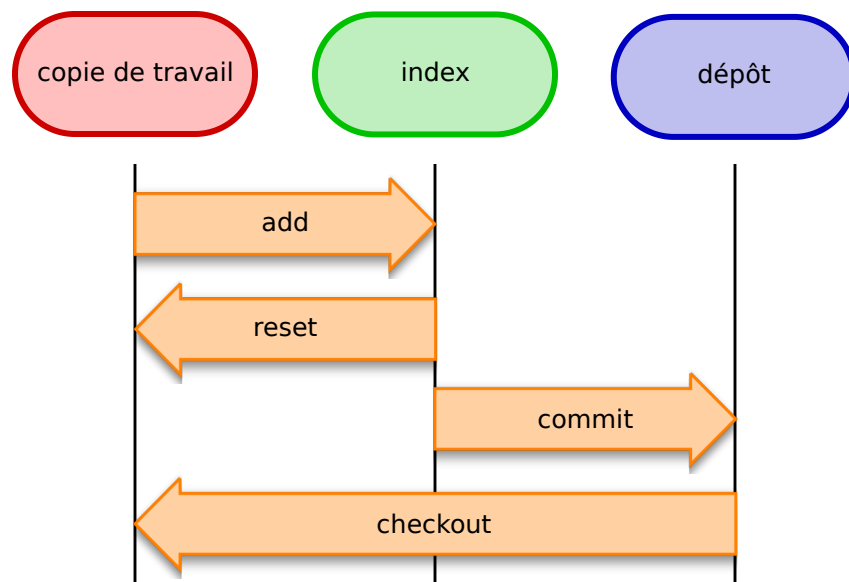 copie de travail
index
dépôt
add
reset
commit
checkout